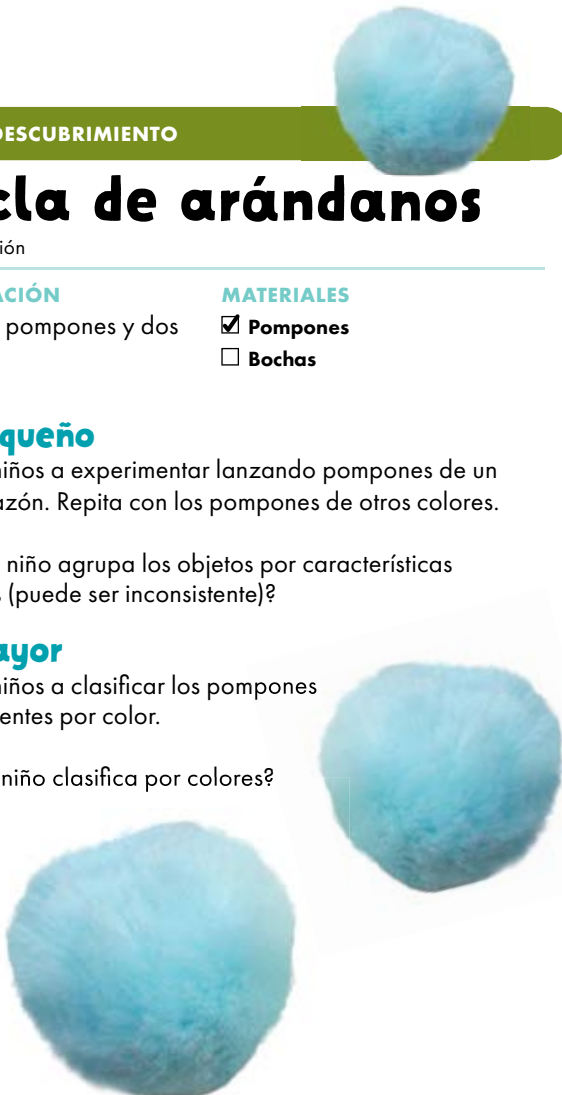 DESCUBRIMIENTO
cla de arándanos
ión
ACIÓN
pompones y dos
MATERIALES
Pompones
Bochas
queño
niños a experimentar lanzando pompones de un
azón. Repita con los pompones de otros colores.
niño agrupa los objetos por características
s (puede ser inconsistente)?
ayor
niños a clasificar los pompones
entes por color.
niño clasifica por colores?